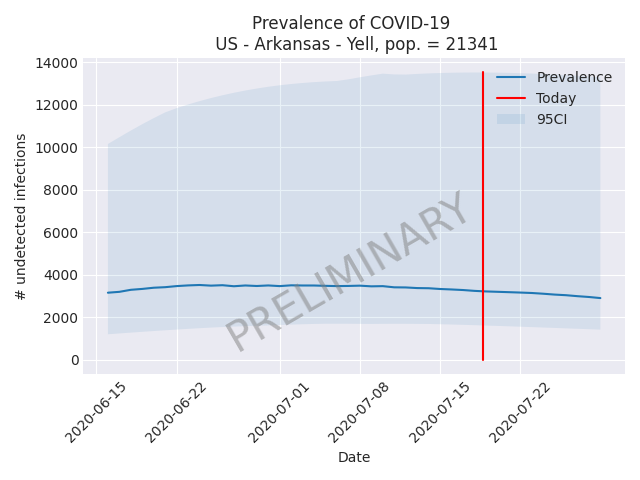 Prevalence of COVID-19
US - Arkansas - Yell, pop. = 21341
14000
12000
10000
8000
6000
4000
2000
0
# undetected infections
Prevalence
Today
95CI
PRELIMINARY
2020-06-15
2020-06-22
2020-07-01
2020-07-08
2020-07-15
2020-07-22
Date